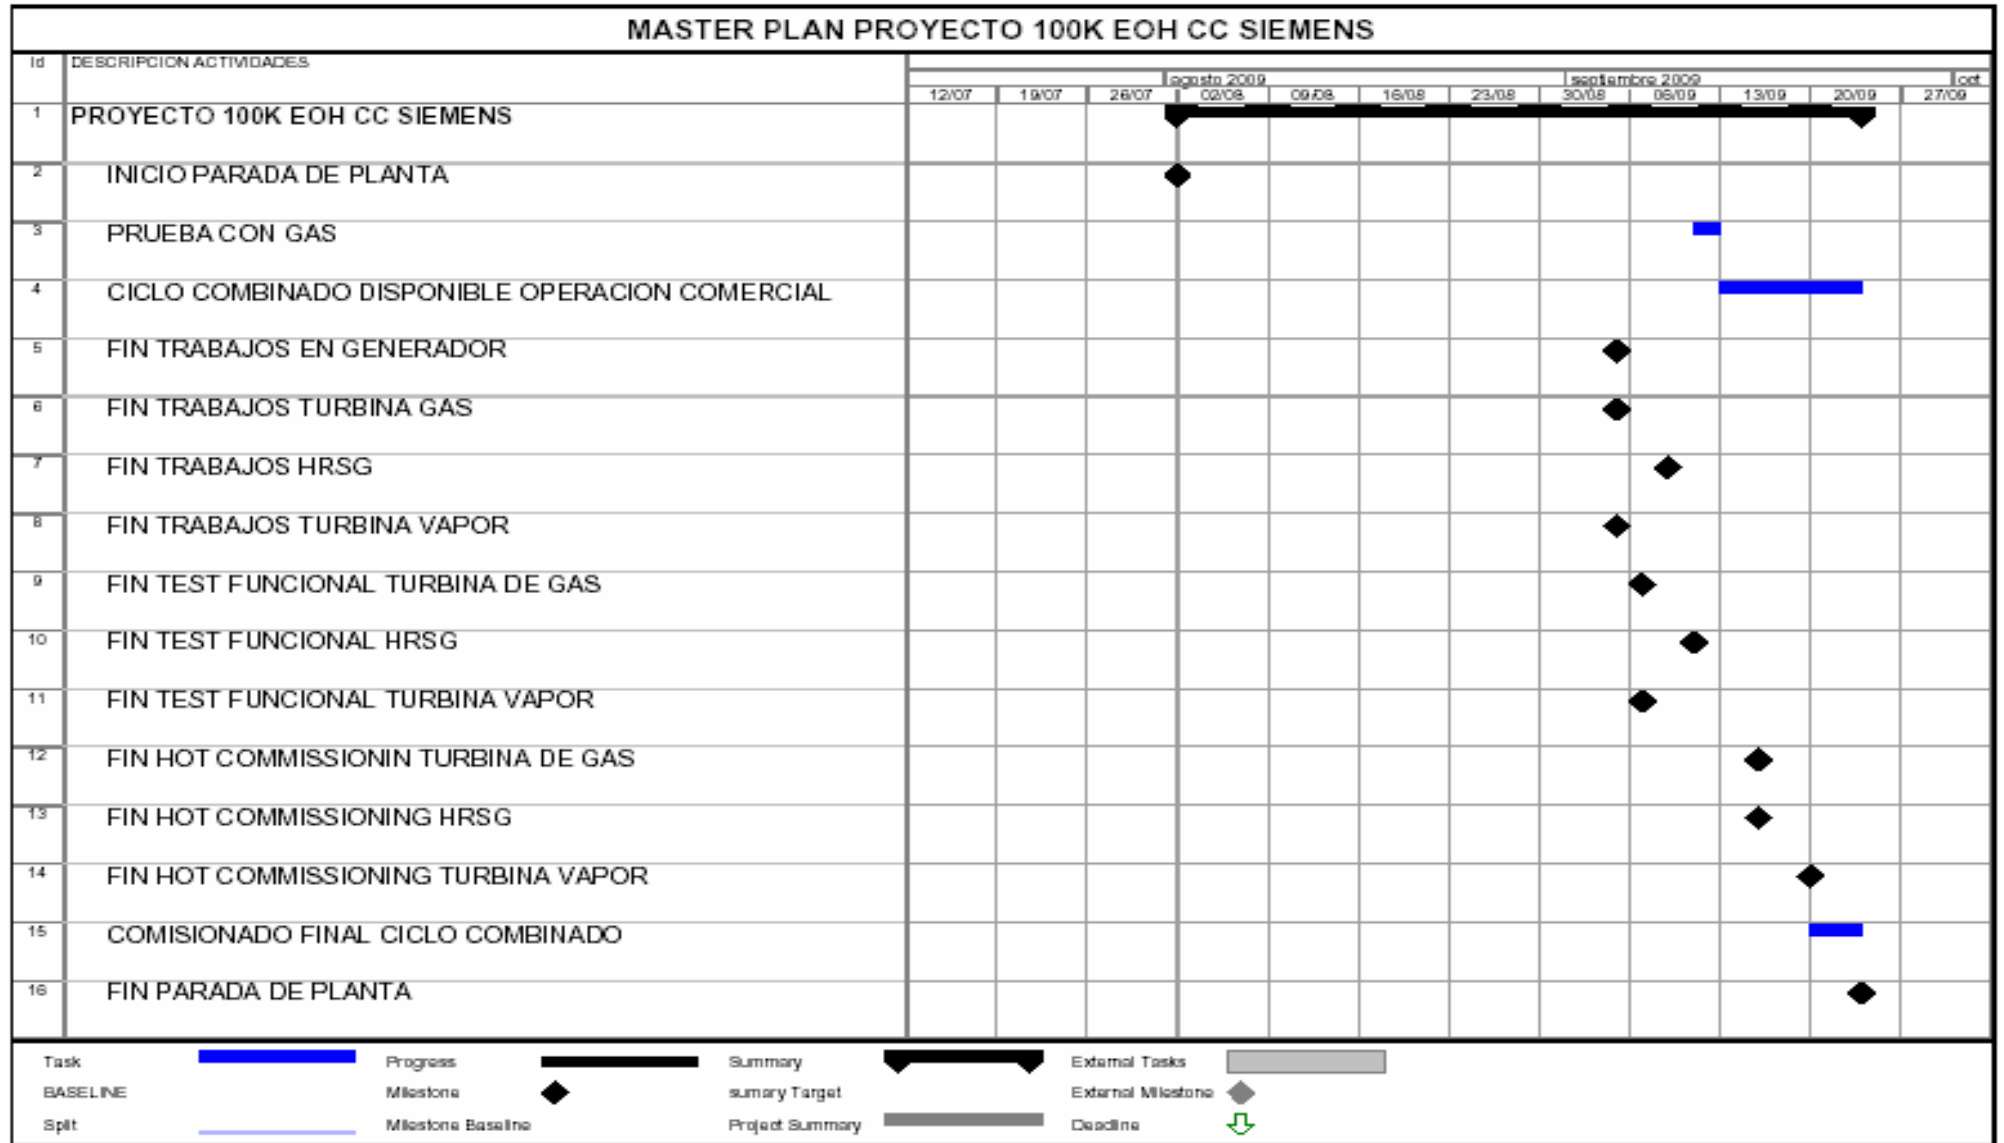 MASTER PLAN PROYECTO 100K EOH CC SIEMENS
Id DESCRIPCION ACTIVIDADES
agosto 2009 septiembre 2009 oct
12/07 19/07 26/07 02/08 09/08 16/08 23/08 30/08 06/09 13/09 20/09 27/09
1 PROYECTO 100K EOH CC SIEMENS
2 INICIO PARADA DE PLANTA
3 PRUEBA CON GAS
4 CICLO COMBINADO DISPONIBLE OPERACION COMERCIAL
5 FIN TRABAJOS EN GENERADOR
6 FIN TRABAJOS TURBINA GAS
7 FIN TRABAJOS HRSG
8 FIN TRABAJOS TURBINA VAPOR
9 FIN TEST FUNCIONAL TURBINA DE GAS
10 FIN TEST FUNCIONAL HRSG
11 FIN TEST FUNCIONAL TURBINA VAPOR
12 FIN HOT COMMISSIONIN TURBINA DE GAS
13 FIN HOT COMMISSIONING HRSG
14 FIN HOT COMMISSIONING TURBINA VAPOR
15 COMISIONADO FINAL CICLO COMBINADO
16 FIN PARADA DE PLANTA
Task Progress Summary External Tasks
BASELINE Milestone sumary Target External Milestone
Split Milestone Baseline Project Summary Deadline